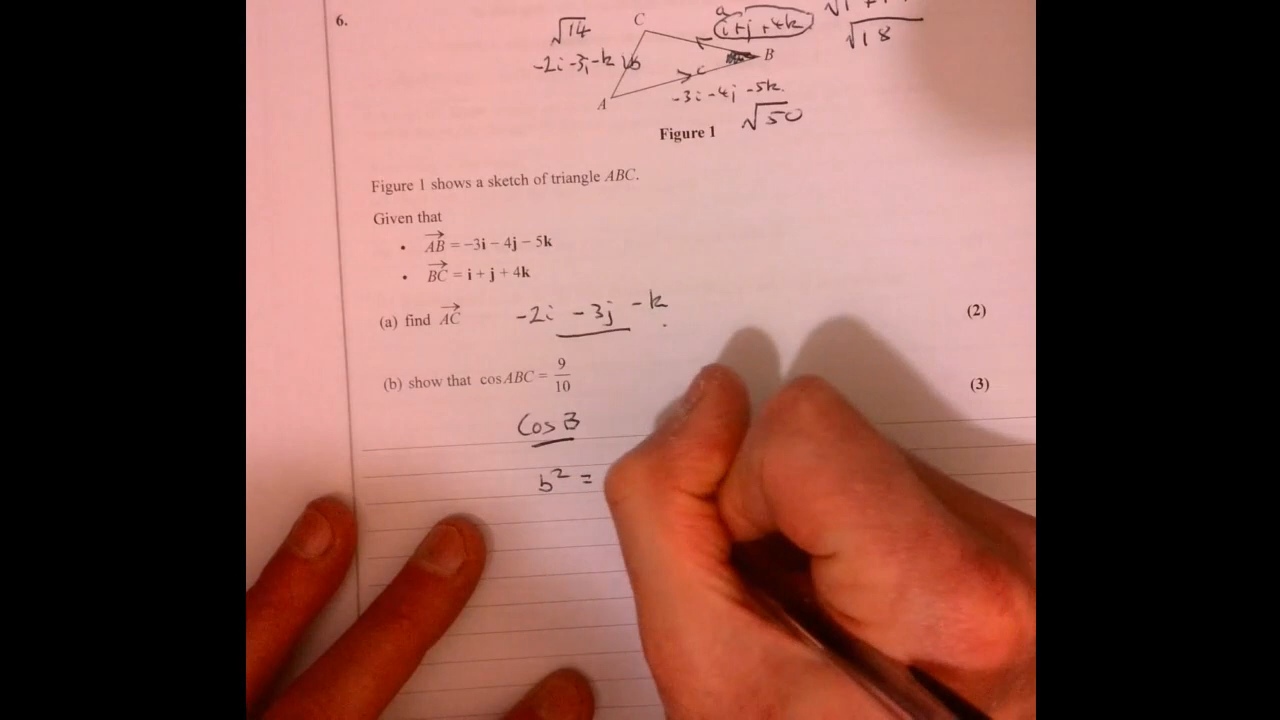 6.
√14
C
a
i+j+4k
√18
-2i-3j-k b
B
c
A
-3i-4j-5k.
√50
Figure 1
Figure 1 shows a sketch of triangle ABC.
Given that
• AB = –3i – 4j – 5k
• BC = i + j + 4k
(a) find AC -2i -3j -k. (2)
(b) show that cos ABC = 9/10 (3)
Cos B
b² =